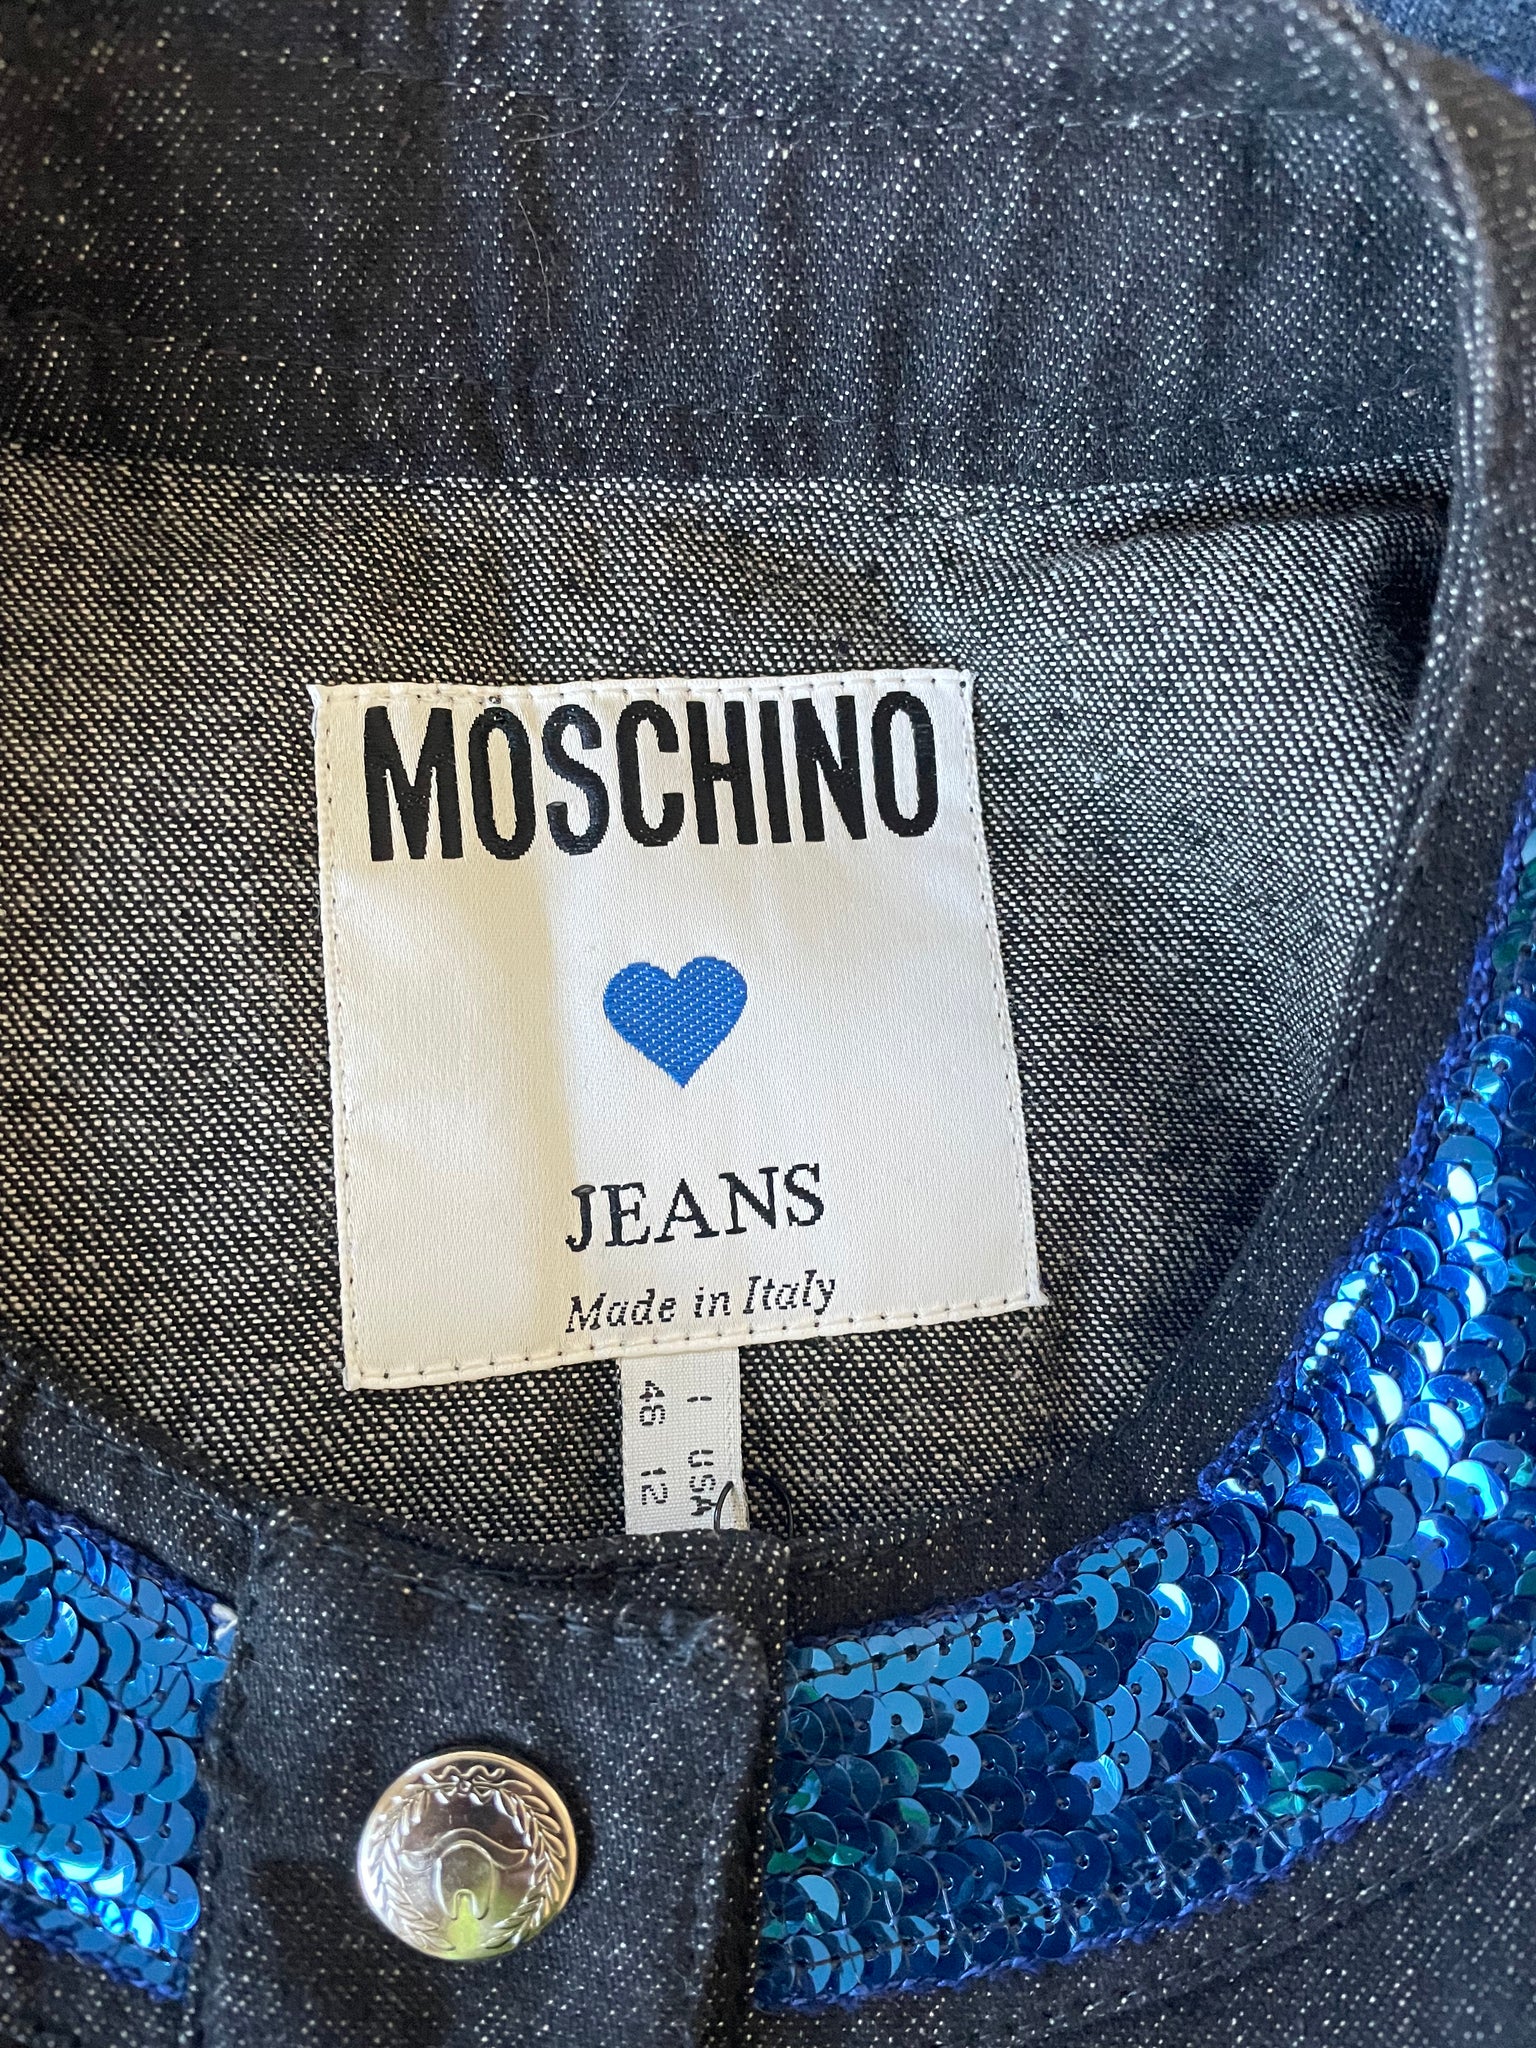 MOSCHINO
JEANS
Made in Italy
I USA
46 12